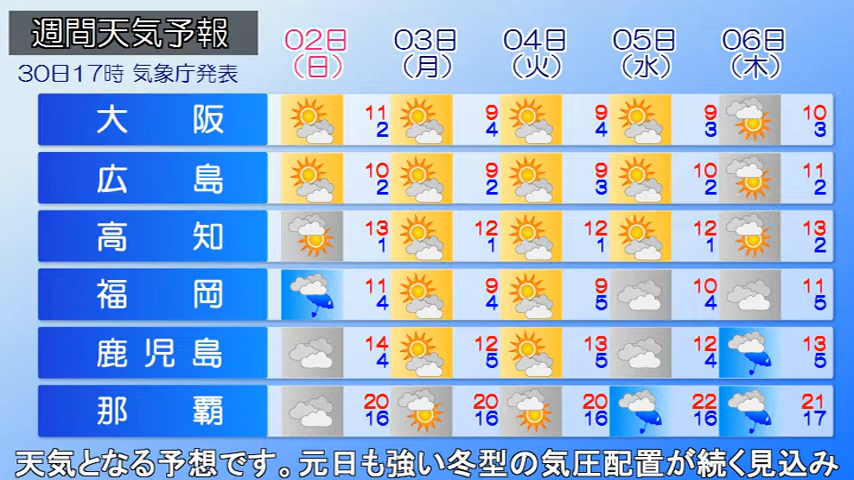 週間天気予報
30日17時 気象庁発表
02日 03日 04日 05日 06日
(日) (月) (火) (水) (木)
大阪 11 2 9 4 9 4 9 3 10 3
広島 10 2 9 2 9 3 10 2 11 2
高知 13 1 12 1 12 1 12 1 13 2
福岡 11 4 9 4 9 5 10 4 11 5
鹿児島 14 4 12 5 13 5 12 4 13 5
那覇 20 16 20 16 20 16 22 16 21 17
天気となる予想です。元日も強い冬型の気圧配置が続く見込み